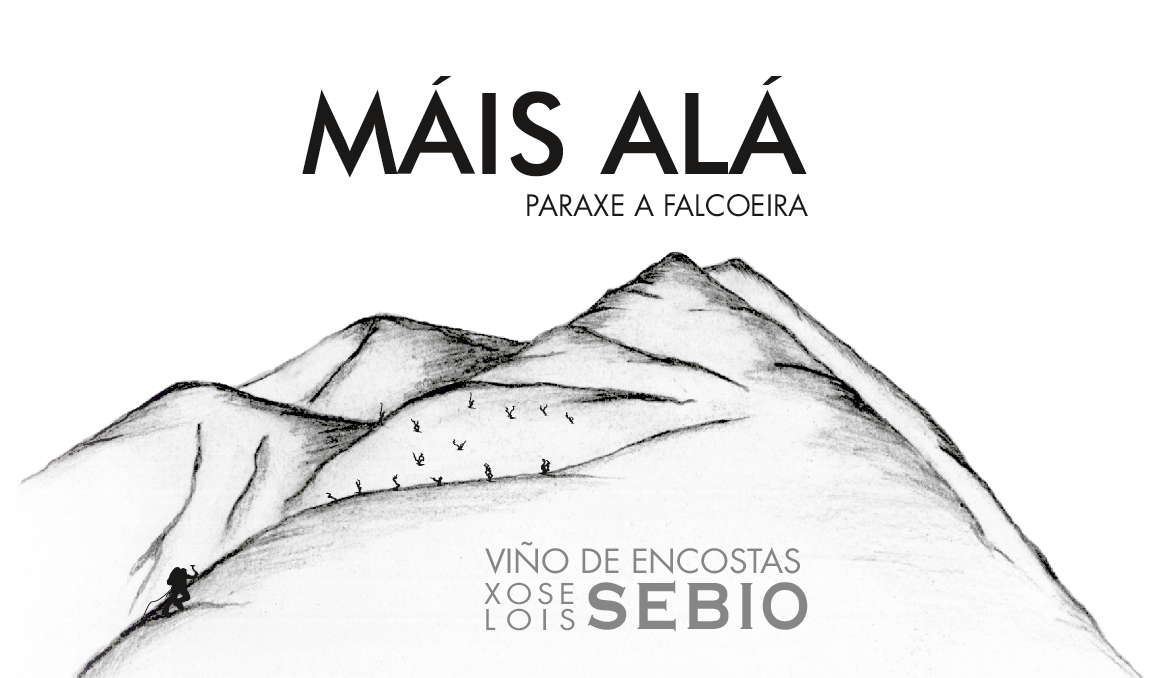 MÁIS ALÁ
PARAXE A FALCOEIRA
VIÑO DE ENCOSTAS
XOSE LOIS SEBIO